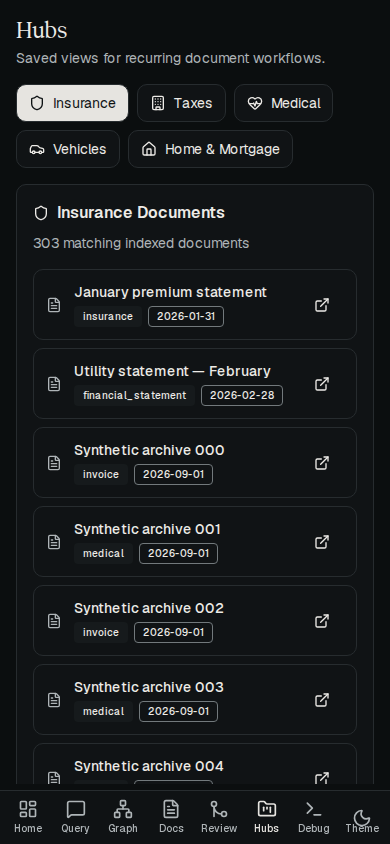 Hubs
Saved views for recurring document workflows.
Insurance
Taxes
Medical
Vehicles
Home & Mortgage
Insurance Documents
303 matching indexed documents
January premium statement
insurance 2026-01-31
Utility statement — February
financial_statement 2026-02-28
Synthetic archive 000
invoice 2026-09-01
Synthetic archive 001
medical 2026-09-01
Synthetic archive 002
invoice 2026-09-01
Synthetic archive 003
medical 2026-09-01
Synthetic archive 004
Home Query Graph Docs Review Hubs Debug Theme